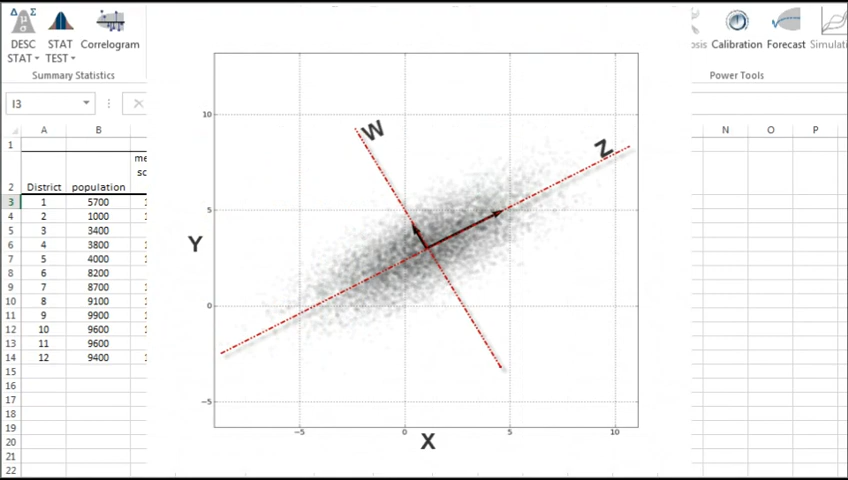 Δ Σ
DESC STAT
STAT TEST
Correlogram
Summary Statistics
Calibration
Forecast
Power Tools
I3
A B N O P
1
2 District population
3 1 5700
4 2 1000
5 3 3400
6 4 3800
7 5 4000
8 6 8200
9 7 8700
10 8 9100
11 9 9900
12 10 9600
13 11 9600
14 12 9400
15
16
17
18
19
20
21
22
W
Z
Y
X
10
5
0
−5
−5 0 5 10